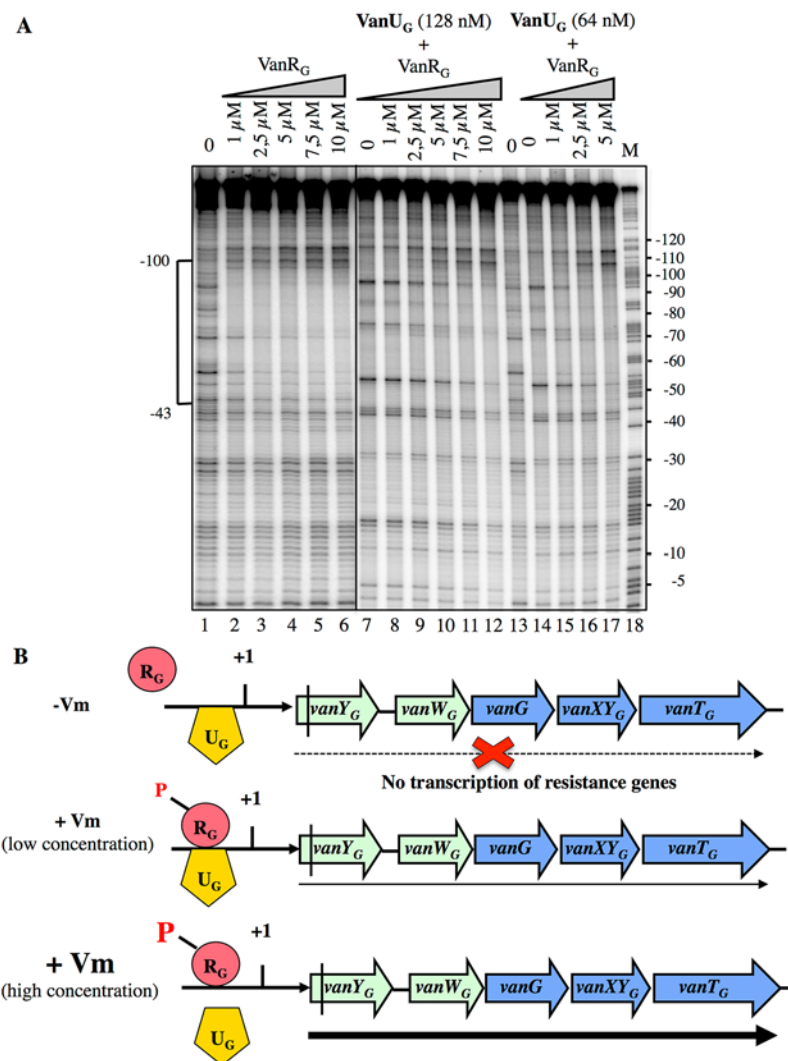 A
VanU_G (128 nM) VanU_G (64 nM)
+ +
VanR_G VanR_G VanR_G
0 1 µM 2,5 µM 5 µM 7,5 µM 10 µM 0 1 µM 2,5 µM 5 µM 7,5 µM 10 µM 0 0 1 µM 2,5 µM 5 µM M
-120
-100 -110
-100
-90
-80
-70
-60
-50
-43 -40
-30
-20
-10
-5
1 2 3 4 5 6 7 8 9 10 11 12 13 14 15 16 17 18
B
R_G +1
-Vm vanY_G vanW_G vanG vanXY_G vanT_G
U_G
No transcription of resistance genes
P
+1
+ Vm R_G
(low concentration) vanY_G vanW_G vanG vanXY_G vanT_G
U_G
P
+1
+ Vm R_G
(high concentration) vanY_G vanW_G vanG vanXY_G vanT_G
U_G